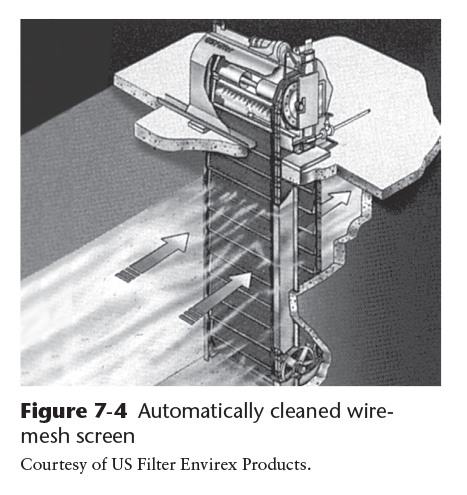 Figure 7-4 Automatically cleaned wire-
mesh screen
Courtesy of US Filter Envirex Products.